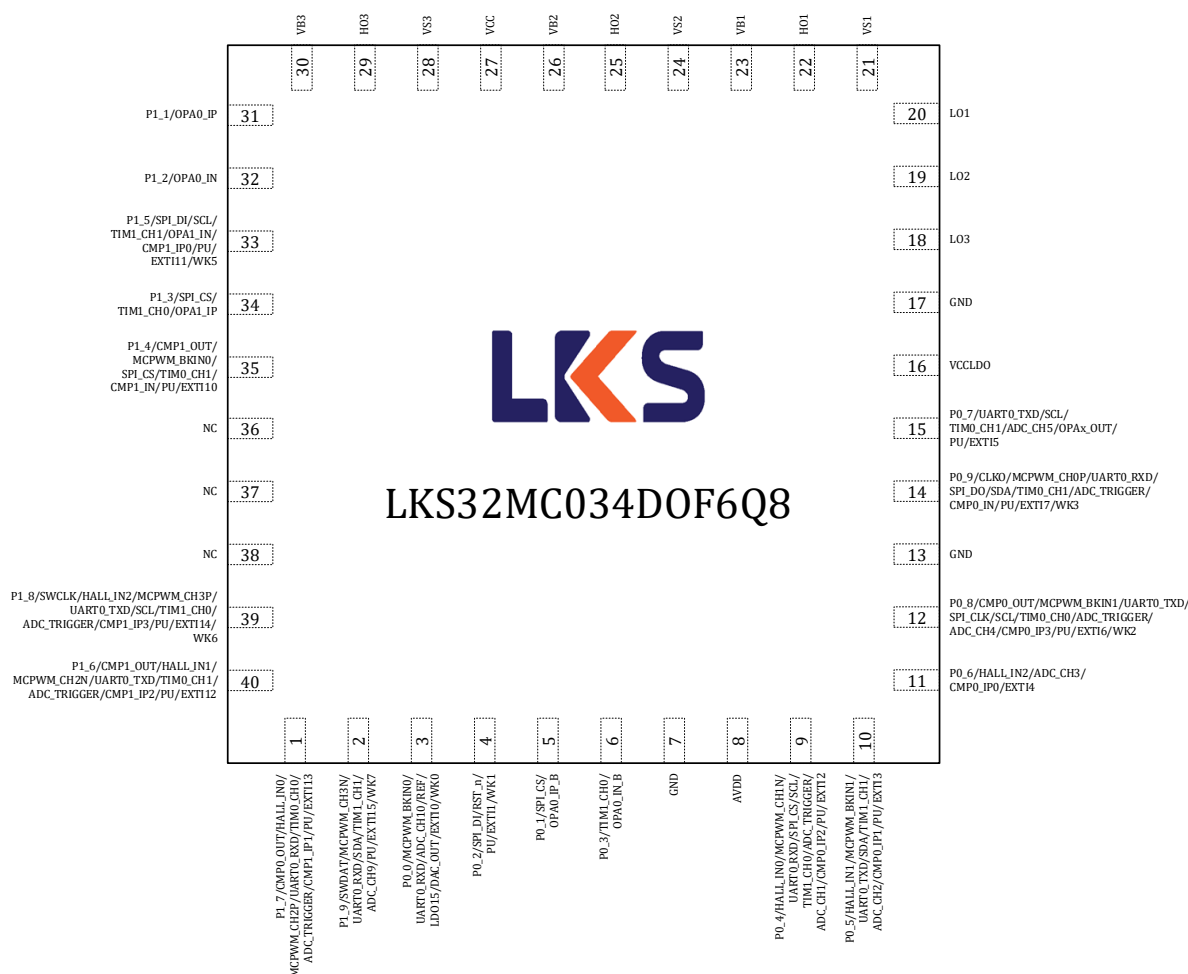 VB3
HO3
VS3
VCC
VB2
HO2
VS2
VB1
HO1
VS1
30
29
28
27
26
25
24
23
22
21
P1_1/OPA0_IP
31
P1_2/OPA0_IN
32
P1_5/SPI_DI/SCL/
TIM1_CH1/OPA1_IN/
CMP1_IP0/PU/
EXTI11/WK5
33
P1_3/SPI_CS/
TIM1_CH0/OPA1_IP
34
P1_4/CMP1_OUT/
MCPWM_BKIN0/
SPI_CS/TIM0_CH1/
CMP1_IN/PU/EXTI10
35
NC
36
NC
37
NC
38
P1_8/SWCLK/HALL_IN2/MCPWM_CH3P/
UART0_TXD/SCL/TIM1_CH0/
ADC_TRIGGER/CMP1_IP3/PU/EXTI14/
WK6
39
P1_6/CMP1_OUT/HALL_IN1/
MCPWM_CH2N/UART0_TXD/TIM0_CH1/
ADC_TRIGGER/CMP1_IP2/PU/EXTI12
40
LKS
LKS32MC034DOF6Q8
20
LO1
19
LO2
18
LO3
17
GND
16
VCCLDO
15
P0_7/UART0_TXD/SCL/
TIM0_CH1/ADC_CH5/OPAx_OUT/
PU/EXTI5
14
P0_9/CLKO/MCPWM_CH0P/UART0_RXD/
SPI_DO/SDA/TIM0_CH1/ADC_TRIGGER/
CMP0_IN/PU/EXTI7/WK3
13
GND
12
P0_8/CMP0_OUT/MCPWM_BKIN1/UART0_TXD/
SPI_CLK/SCL/TIM0_CH0/ADC_TRIGGER/
ADC_CH4/CMP0_IP3/PU/EXTI6/WK2
11
P0_6/HALL_IN2/ADC_CH3/
CMP0_IP0/EXTI4
1
2
3
4
5
6
7
8
9
10
P1_7/CMP0_OUT/HALL_IN0/
MCPWM_CH2P/UART0_RXD/TIM0_CH0/
ADC_TRIGGER/CMP1_IP1/PU/EXTI13
P1_9/SWDAT/MCPWM_CH3N/
UART0_RXD/SDA/TIM1_CH1/
ADC_CH9/PU/EXTI15/WK7
P0_0/MCPWM_BKIN0/
UART0_RXD/ADC_CH10/REF/
LDO15/DAC_OUT/EXTI0/WK0
P0_2/SPI_DI/RST_n/
PU/EXTI1/WK1
P0_1/SPI_CS/
OPA0_IP_B
P0_3/TIM1_CH0/
OPA0_IN_B
GND
AVDD
P0_4/HALL_IN0/MCPWM_CH1N/
UART0_RXD/SPI_CS/SCL/
TIM1_CH0/ADC_TRIGGER/
ADC_CH1/CMP0_IP2/PU/EXTI2
P0_5/HALL_IN1/MCPWM_BKIN1/
UART0_TXD/SDA/TIM1_CH1/
ADC_CH2/CMP0_IP1/PU/EXTI3